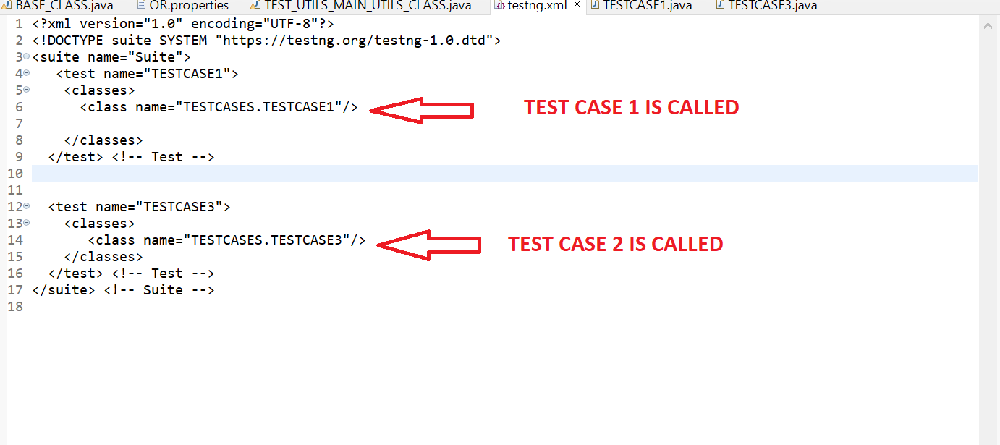 BASE_CLASS.java OR.properties TEST_UTILS_MAIN_UTILS_CLASS.java testng.xml TESTCASE1.java TESTCASE3.java
1 <?xml version="1.0" encoding="UTF-8"?>
2 <!DOCTYPE suite SYSTEM "https://testng.org/testng-1.0.dtd">
3 <suite name="Suite">
4 <test name="TESTCASE1">
5 <classes>
6 <class name="TESTCASES.TESTCASE1"/> TEST CASE 1 IS CALLED
7
8 </classes>
9 </test> <!-- Test -->
10
11
12 <test name="TESTCASE3">
13 <classes>
14 <class name="TESTCASES.TESTCASE3"/> TEST CASE 2 IS CALLED
15 </classes>
16 </test> <!-- Test -->
17 </suite> <!-- Suite -->
18